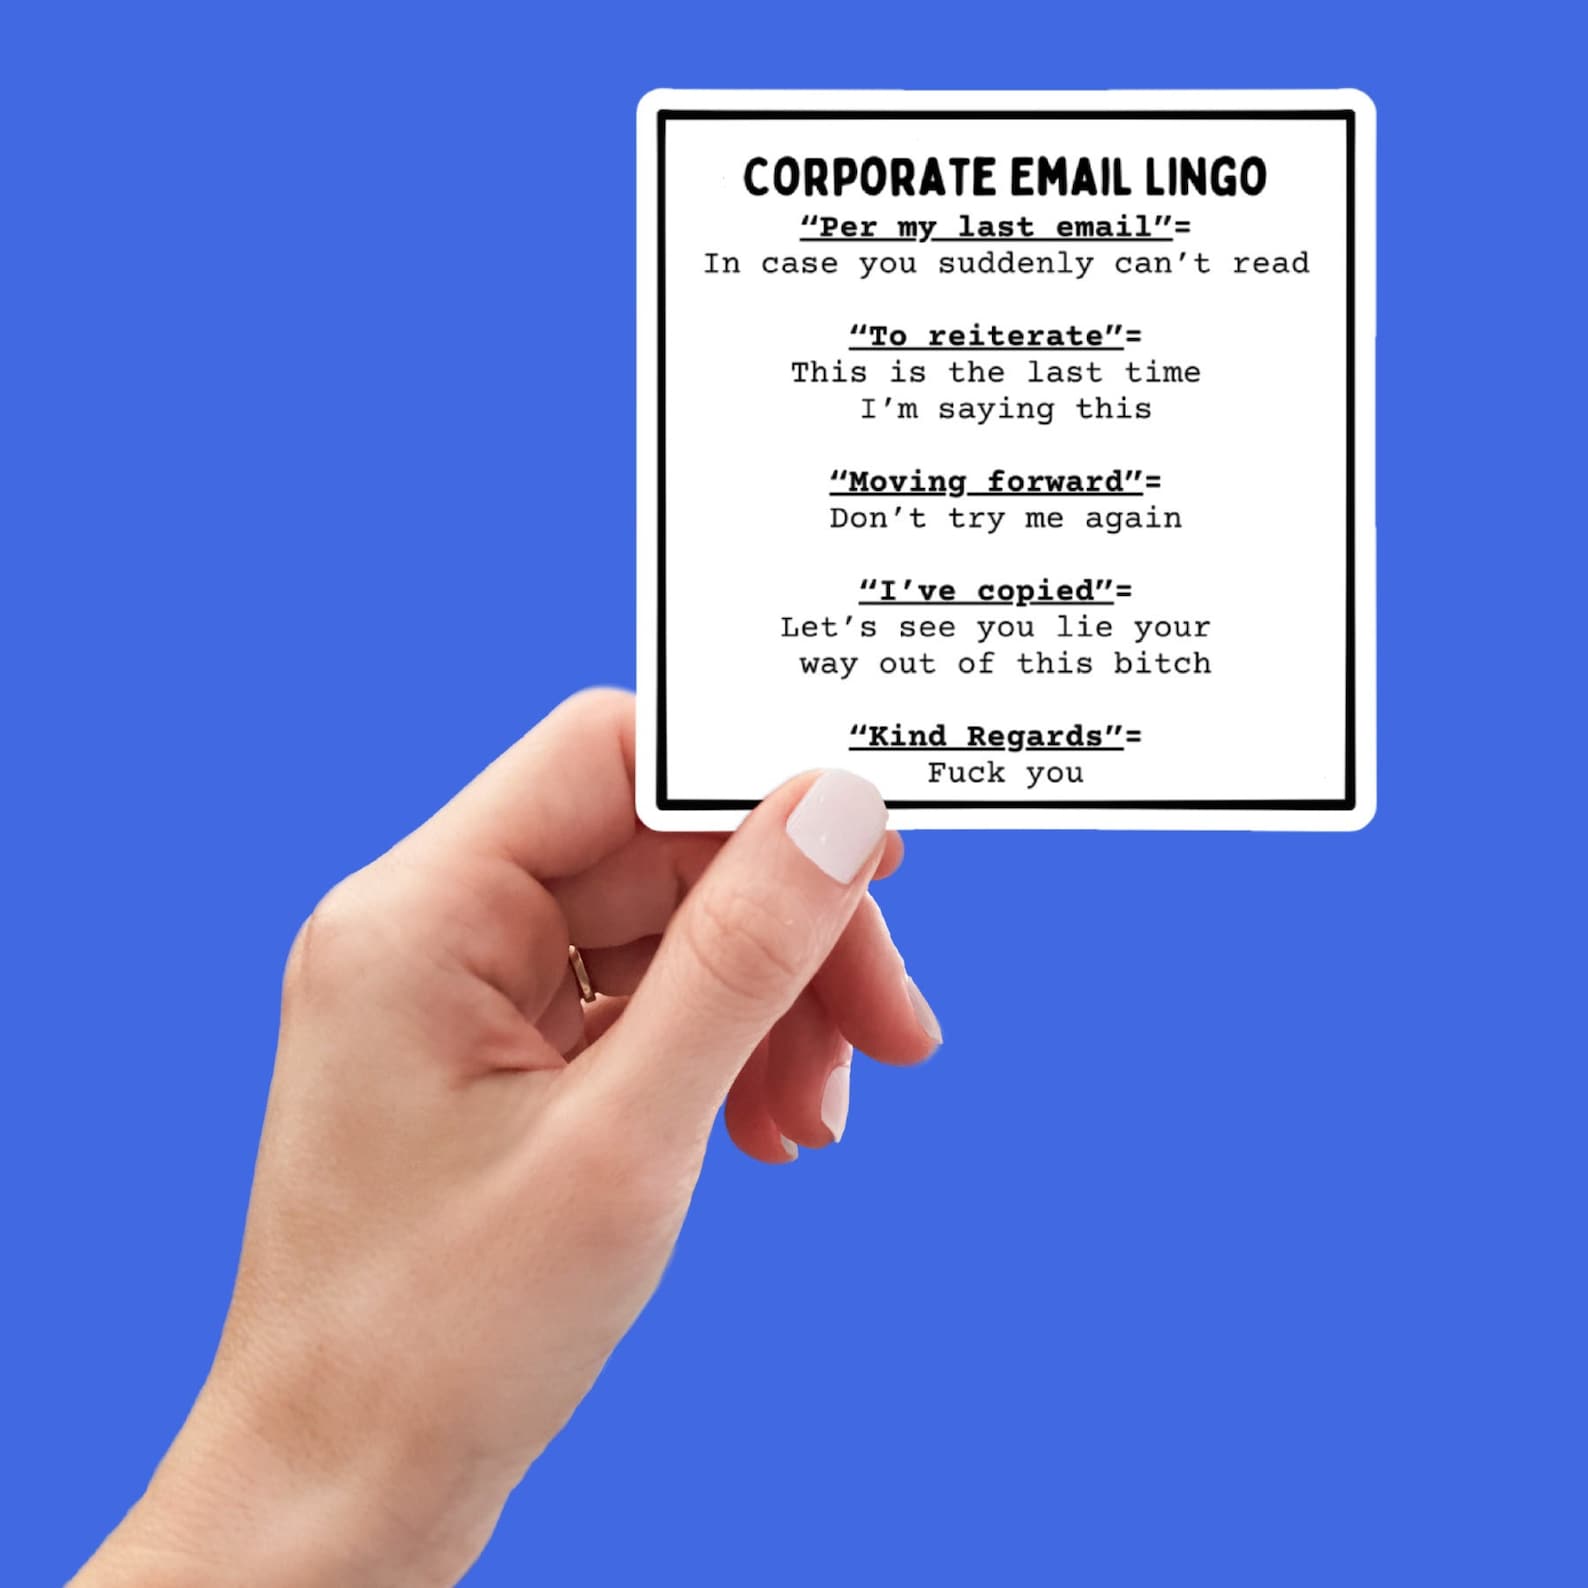 CORPORATE EMAIL LINGO
“Per my last email”=
In case you suddenly can’t read
“To reiterate”=
This is the last time
I’m saying this
“Moving forward”=
Don’t try me again
“I’ve copied”=
Let’s see you lie your
way out of this bitch
“Kind Regards”=
Fuck you